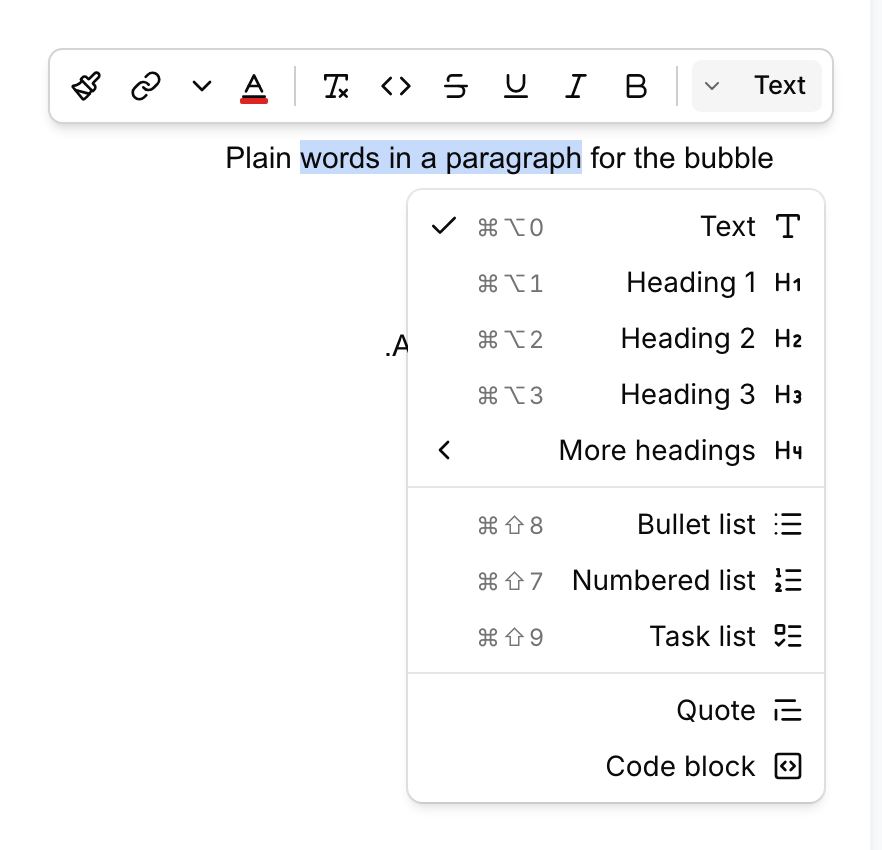 Text
Plain words in a paragraph for the bubble
Text ⌘⌥0
Heading 1 ⌘⌥1
.A
Heading 2 ⌘⌥2
Heading 3 ⌘⌥3
More headings
Bullet list ⌘⇧8
Numbered list ⌘⇧7
Task list ⌘⇧9
Quote
Code block